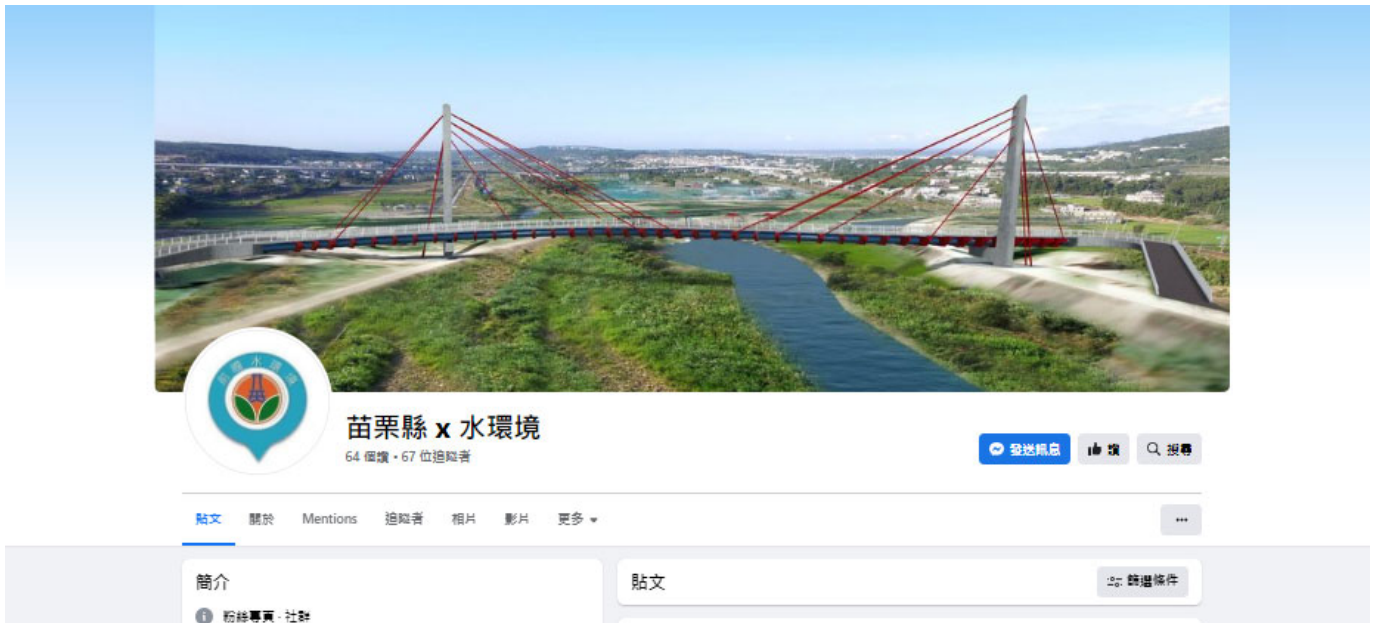 苗栗縣 x 水環境
64 個讚 • 67 位追蹤者
發送訊息
讚
搜尋
貼文
關於
Mentions
追蹤者
相片
影片
更多
簡介
粉絲專頁 · 社群
貼文
篩選條件